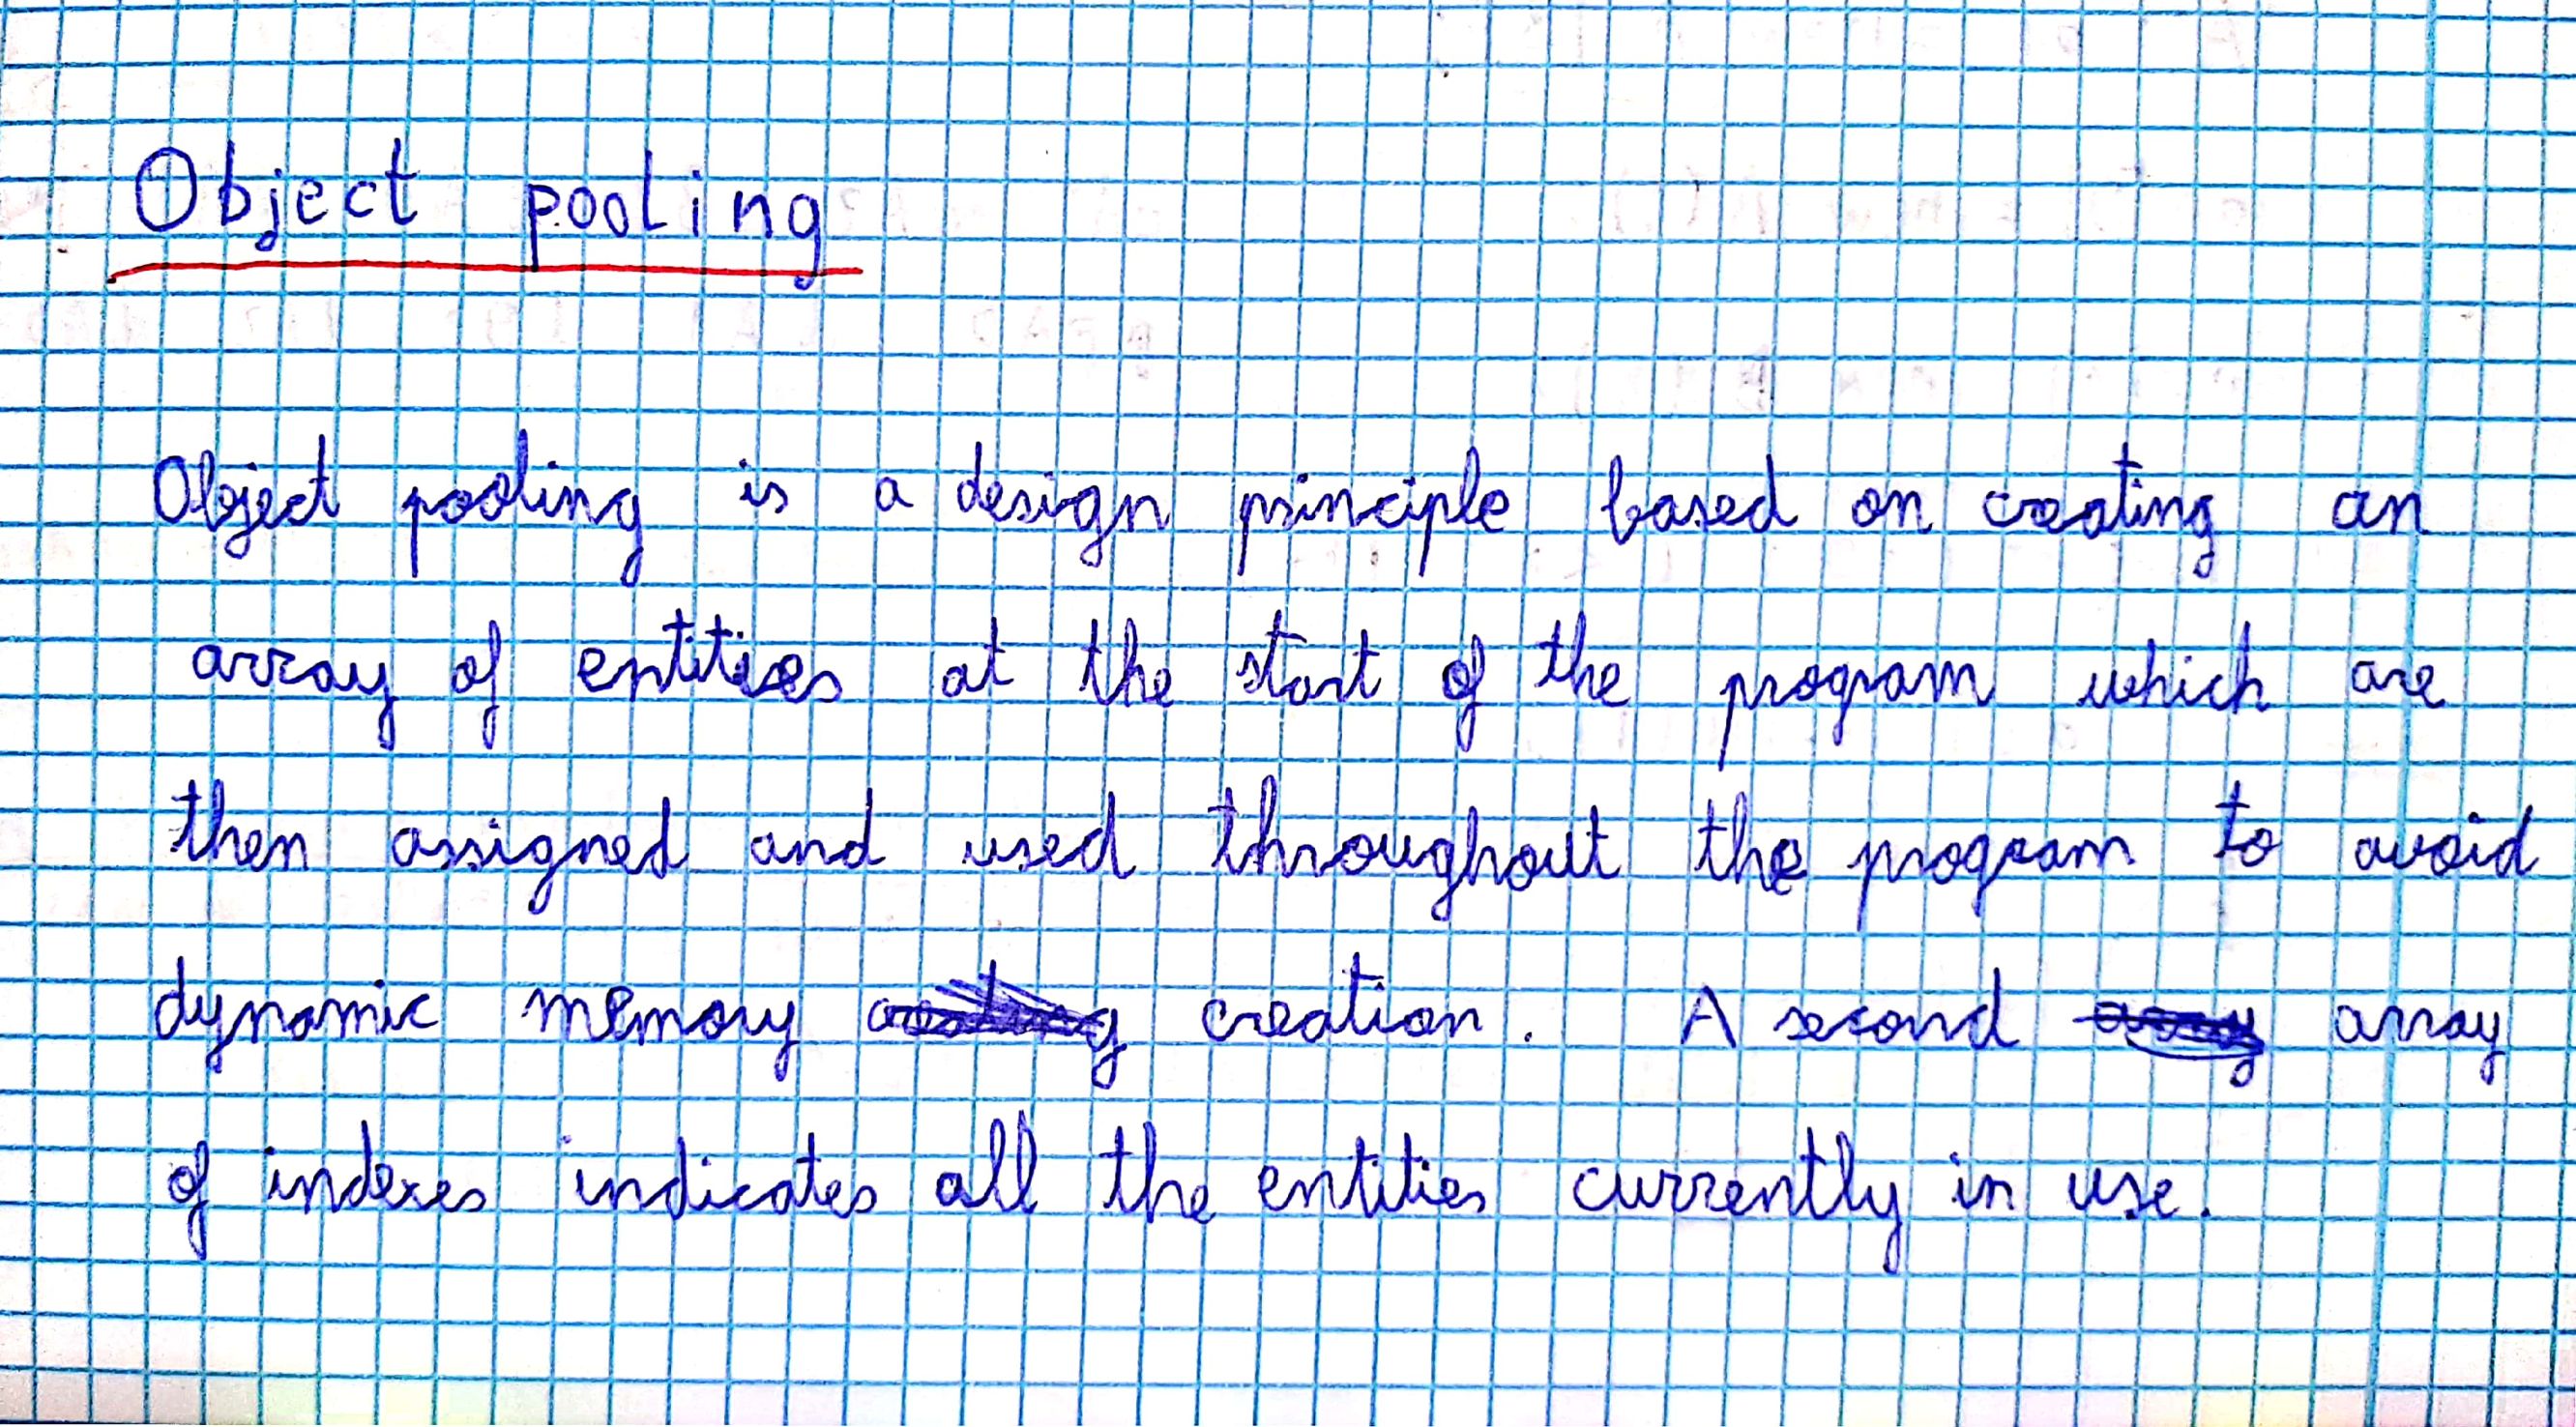 Object pooling
Object pooling is a design principle based on creating an
array of entities at the start of the program which are
then assigned and used throughout the program to avoid
dynamic memory creation. A second array
of indexes indicates all the entities currently in use.